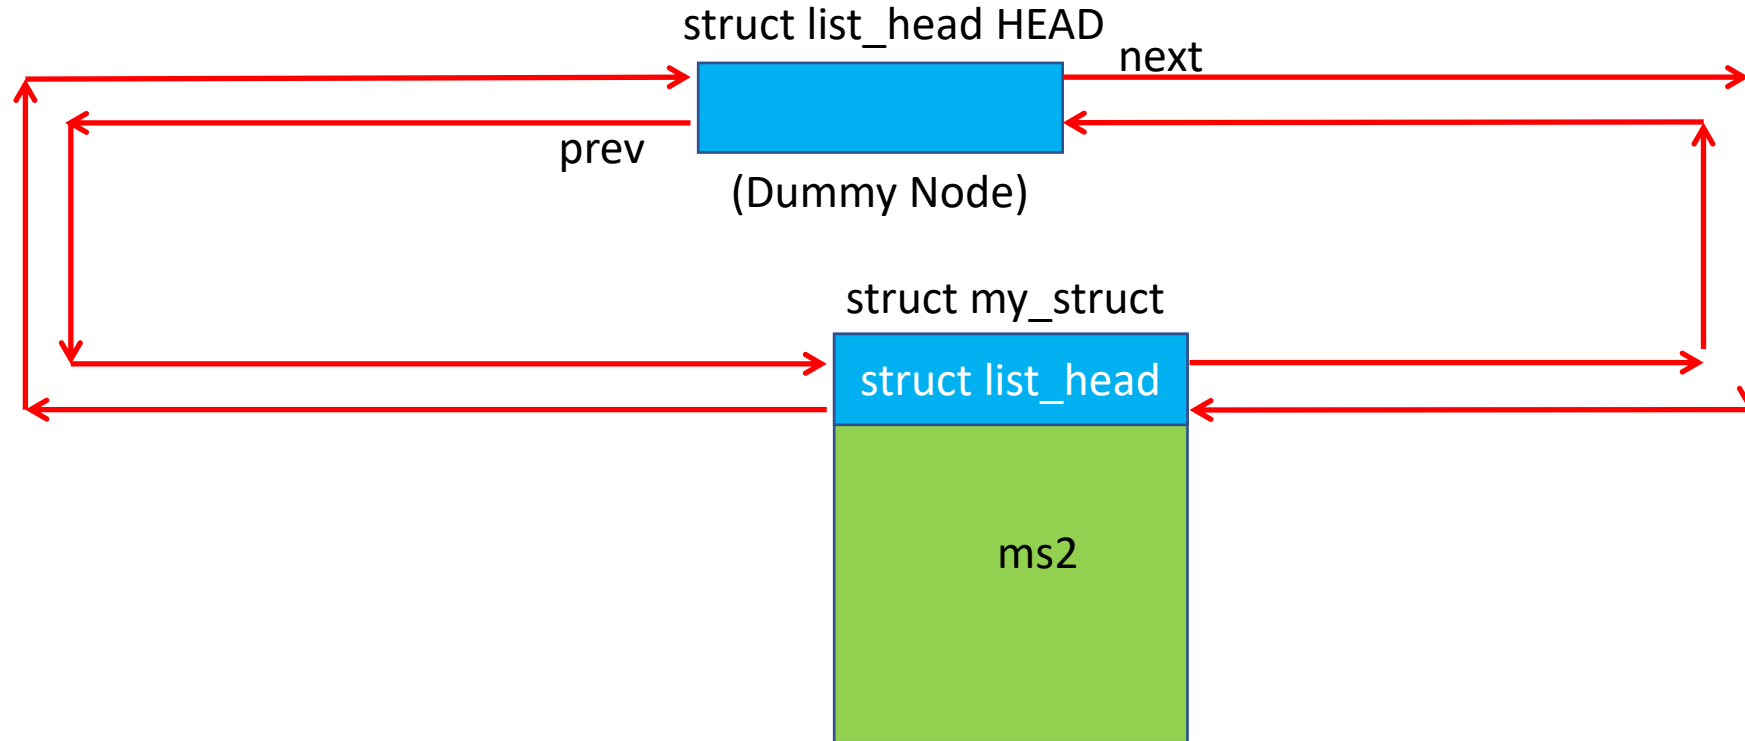 struct list_head HEAD
next
prev
(Dummy Node)
struct my_struct
struct list_head
ms2